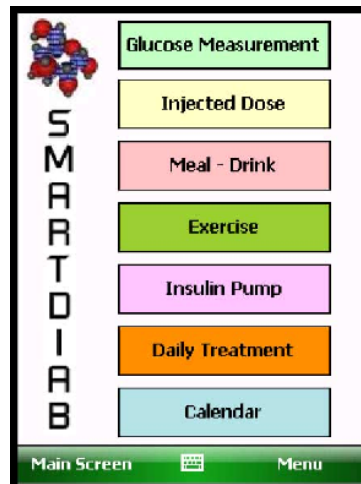 SMARTDIAB
Glucose Measurement
Injected Dose
Meal - Drink
Exercise
Insulin Pump
Daily Treatment
Calendar
Main Screen
Menu